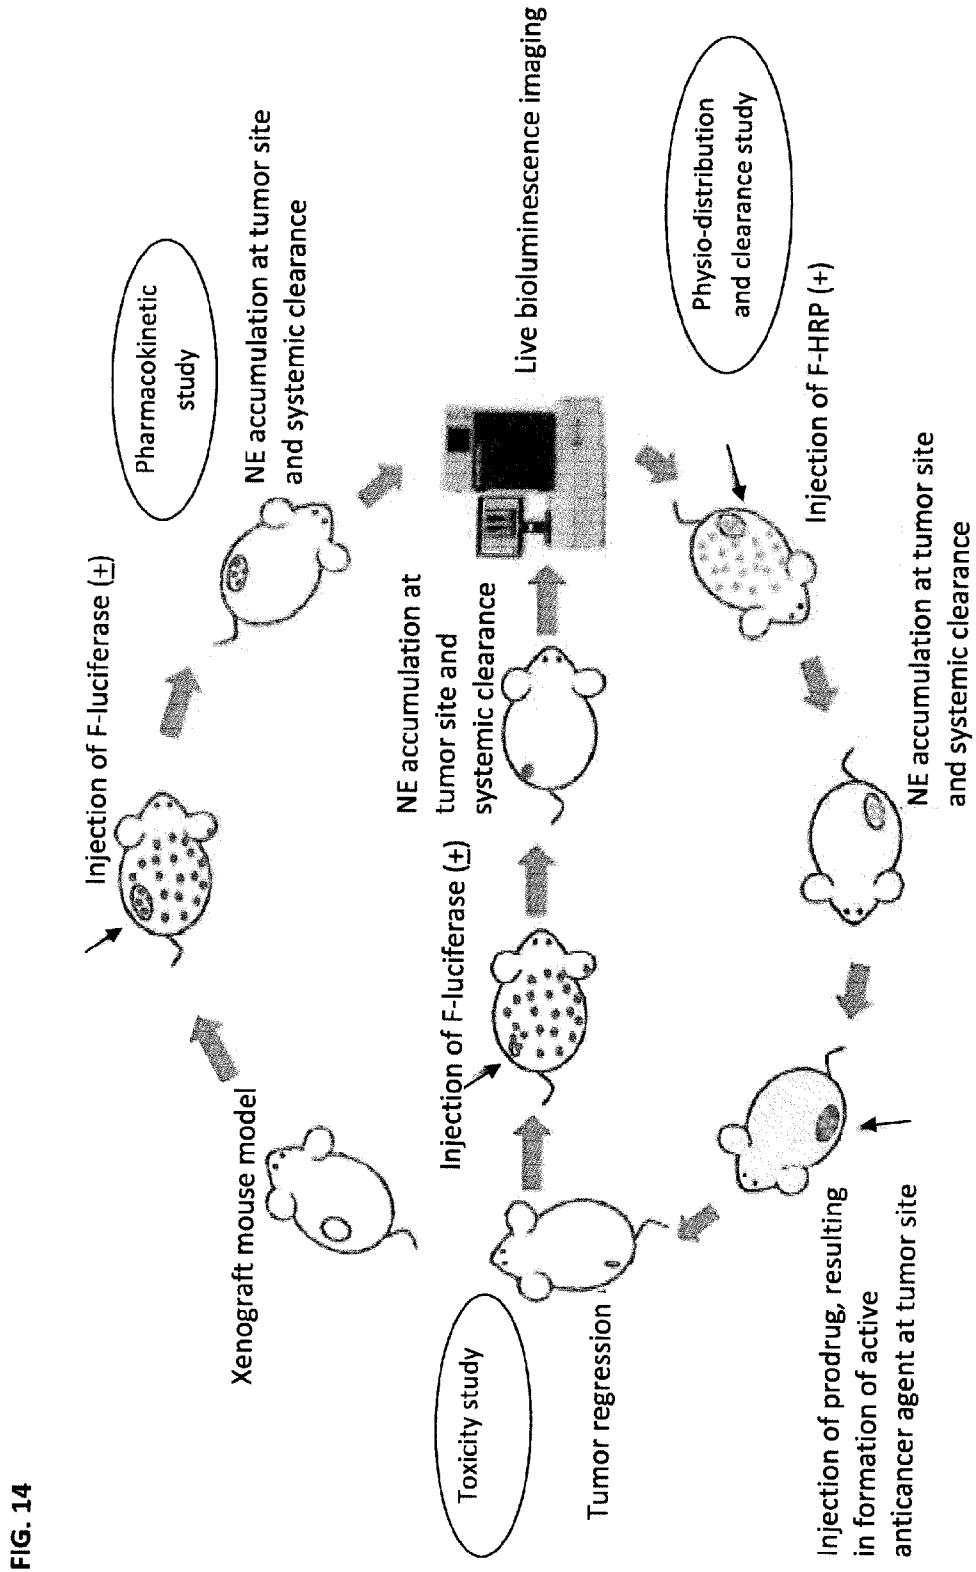 FIG. 14
Xenograft mouse model
Injection of F-luciferase (±)
Pharmacokinetic
study
NE accumulation at tumor site
and systemic clearance
Live bioluminescence imaging
Physio-distribution
and clearance study
Injection of F-HRP (+)
NE accumulation at tumor site
and systemic clearance
Injection of prodrug, resulting
in formation of active
anticancer agent at tumor site
Tumor regression
Toxicity study
Injection of F-luciferase (±)
NE accumulation at
tumor site and
systemic clearance